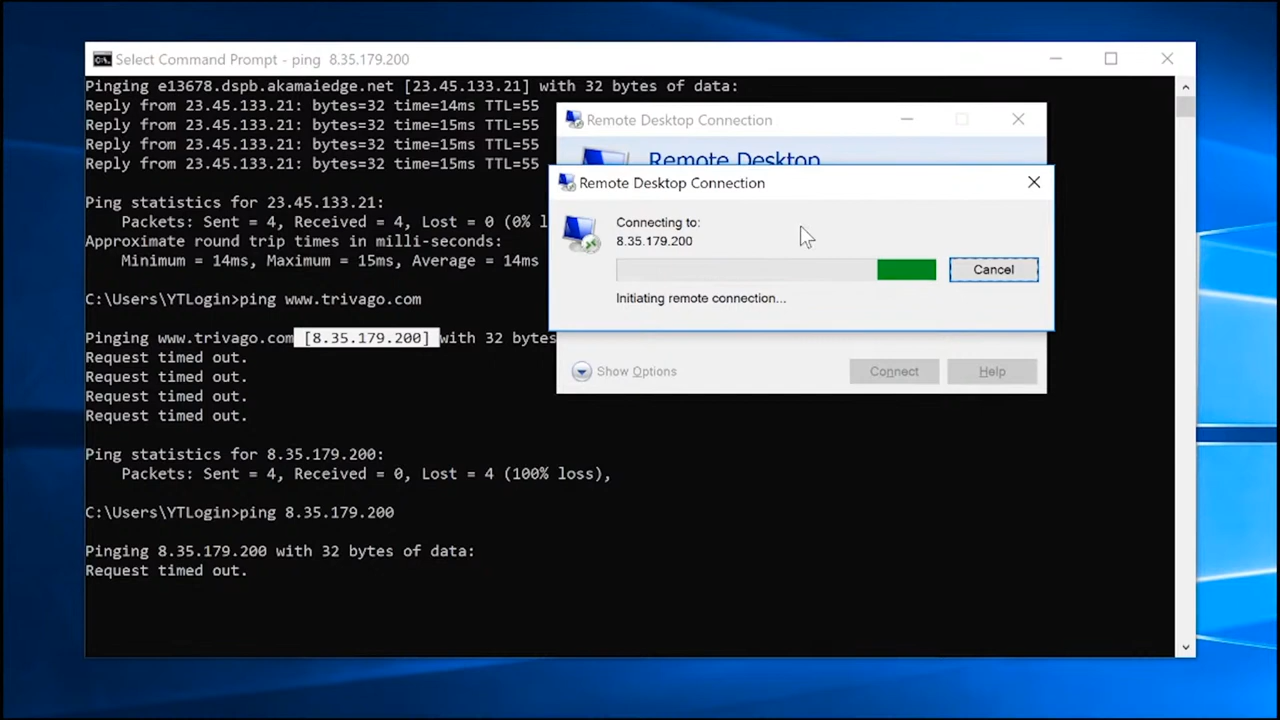 Select Command Prompt - ping 8.35.179.200
Pinging e13678.dspb.akamaiedge.net [23.45.133.21] with 32 bytes of data:
Reply from 23.45.133.21: bytes=32 time=14ms TTL=55
Reply from 23.45.133.21: bytes=32 time=15ms TTL=55
Reply from 23.45.133.21: bytes=32 time=15ms TTL=55
Reply from 23.45.133.21: bytes=32 time=15ms TTL=55
Ping statistics for 23.45.133.21:
Packets: Sent = 4, Received = 4, Lost = 0 (0% l
Approximate round trip times in milli-seconds:
Minimum = 14ms, Maximum = 15ms, Average = 14ms
C:\Users\YTLogin>ping www.trivago.com
Pinging www.trivago.com [8.35.179.200] with 32 bytes
Request timed out.
Request timed out.
Request timed out.
Request timed out.
Ping statistics for 8.35.179.200:
Packets: Sent = 4, Received = 0, Lost = 4 (100% loss),
C:\Users\YTLogin>ping 8.35.179.200
Pinging 8.35.179.200 with 32 bytes of data:
Request timed out.
Remote Desktop Connection
Remote Desktop
Remote Desktop Connection
Connecting to:
8.35.179.200
Cancel
Initiating remote connection...
Show Options
Connect
Help